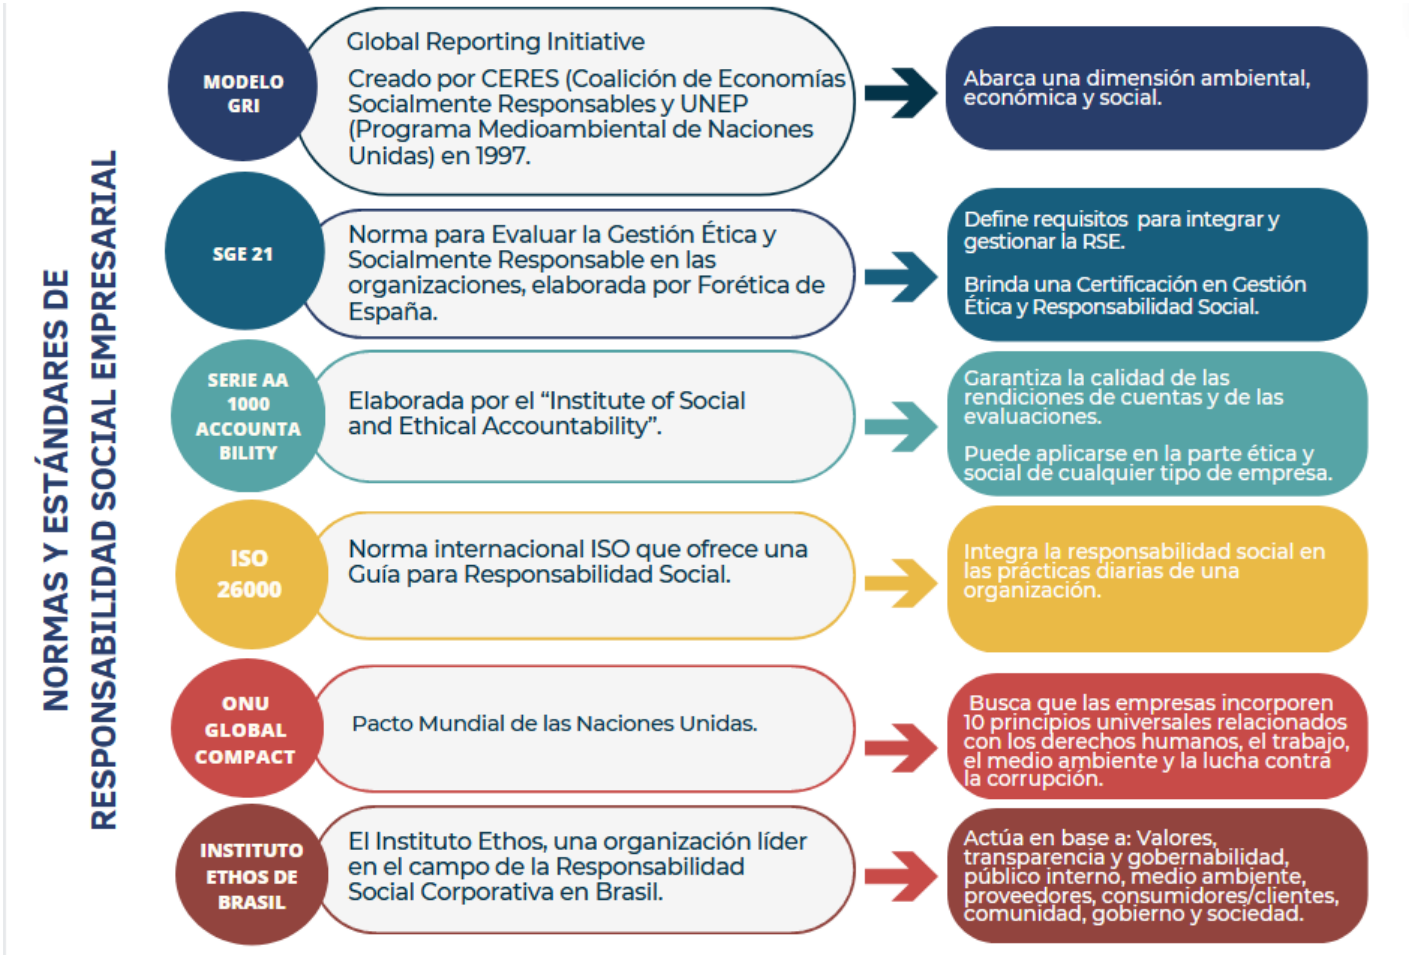 NORMAS Y ESTÁNDARES DE
RESPONSABILIDAD SOCIAL EMPRESARIAL
MODELO
GRI
Global Reporting Initiative
Creado por CERES (Coalición de Economías
Socialmente Responsables y UNEP
(Programa Medioambiental de Naciones
Unidas) en 1997.
Abarca una dimensión ambiental,
económica y social.
SGE 21
Norma para Evaluar la Gestión Ética y
Socialmente Responsable en las
organizaciones, elaborada por Forética de
España.
Define requisitos para integrar y
gestionar la RSE.
Brinda una Certificación en Gestión
Ética y Responsabilidad Social.
SERIE AA
1000
ACCOUNTA
BILITY
Elaborada por el “Institute of Social
and Ethical Accountability”.
Garantiza la calidad de las
rendiciones de cuentas y de las
evaluaciones.
Puede aplicarse en la parte ética y
social de cualquier tipo de empresa.
ISO
26000
Norma internacional ISO que ofrece una
Guía para Responsabilidad Social.
Integra la responsabilidad social en
las prácticas diarias de una
organización.
ONU
GLOBAL
COMPACT
Pacto Mundial de las Naciones Unidas.
Busca que las empresas incorporen
10 principios universales relacionados
con los derechos humanos, el trabajo,
el medio ambiente y la lucha contra
la corrupción.
INSTITUTO
ETHOS DE
BRASIL
El Instituto Ethos, una organización líder
en el campo de la Responsabilidad
Social Corporativa en Brasil.
Actúa en base a: Valores,
transparencia y gobernabilidad,
público interno, medio ambiente,
proveedores, consumidores/clientes,
comunidad, gobierno y sociedad.